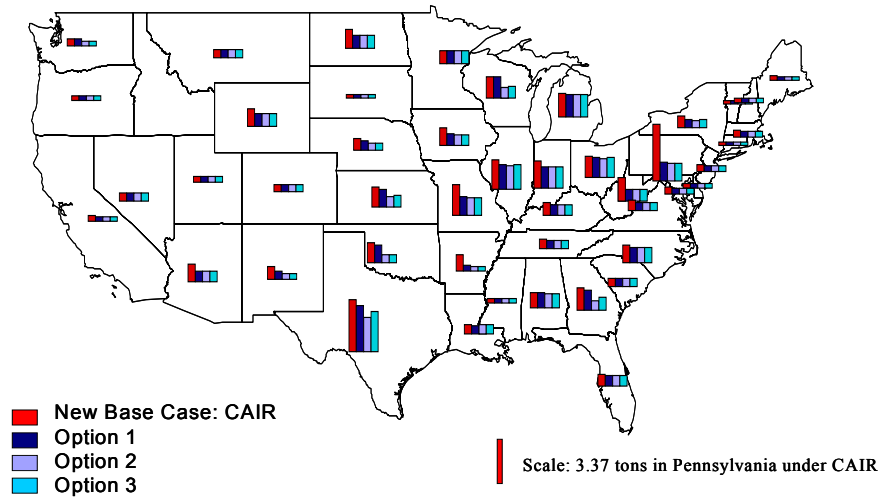 New Base Case: CAIR
Option 1
Option 2
Option 3
Scale: 3.37 tons in Pennsylvania under CAIR